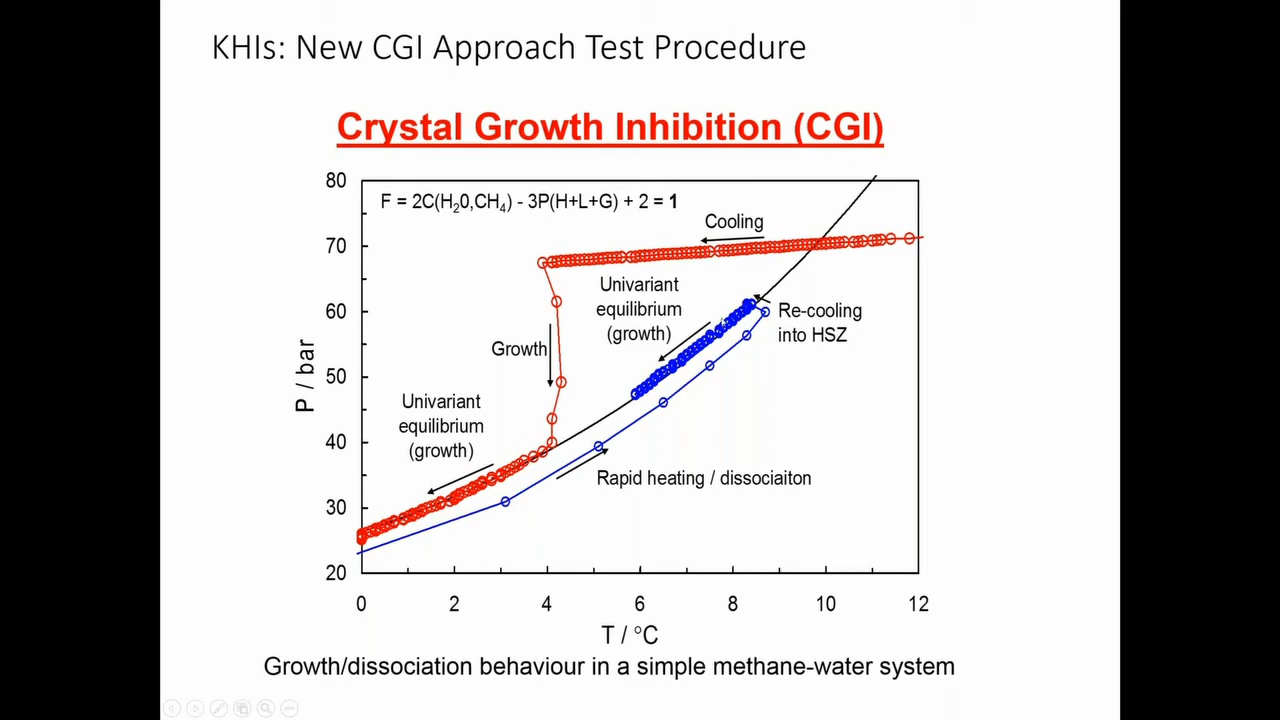 KHIs: New CGI Approach Test Procedure
Crystal Growth Inhibition (CGI)
F = 2C(H₂0,CH₄) - 3P(H+L+G) + 2 = 1
Cooling
Univariant
equilibrium
(growth)
Re-cooling
into HSZ
Growth
Univariant
equilibrium
(growth)
Rapid heating / dissociaiton
P / bar
80
70
60
50
40
30
20
0 2 4 6 8 10 12
T / °C
Growth/dissociation behaviour in a simple methane-water system